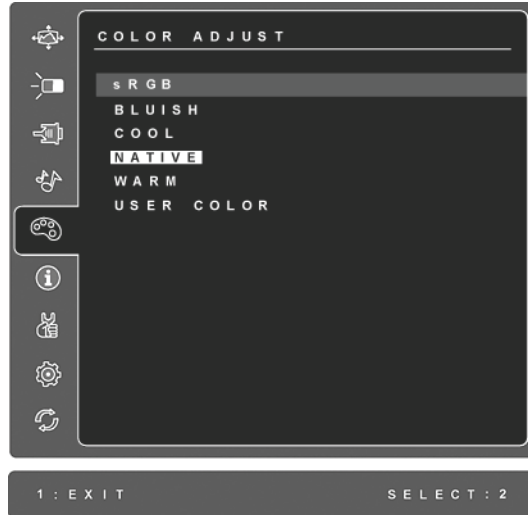 COLOR ADJUST
sRGB
BLUISH
COOL
NATIVE
WARM
USER COLOR
1:EXIT SELECT:2